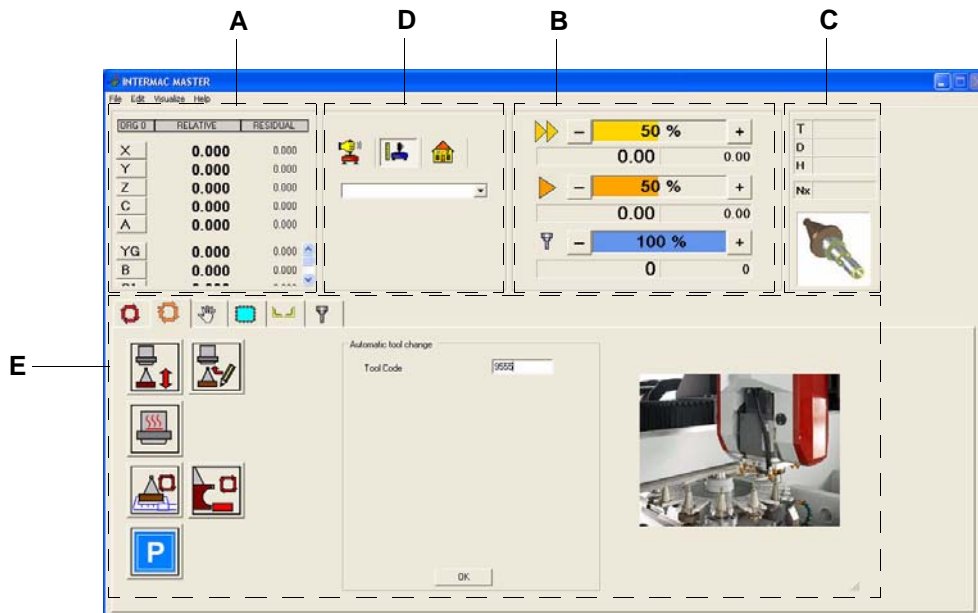 A D B C
INTERMAC MASTER
File Edit Visualize Help
ORG 0 RELATIVE RESIDUAL
X 0.000 0.000
Y 0.000 0.000
Z 0.000 0.000
C 0.000 0.000
A 0.000 0.000
YG 0.000 0.000
B 0.000 0.000
- 50 % +
0.00 0.00
- 50 % +
0.00 0.00
- 100 % +
0 0
T
D
H
Nx
E
Automatic tool change
Tool Code 9555
P
OK